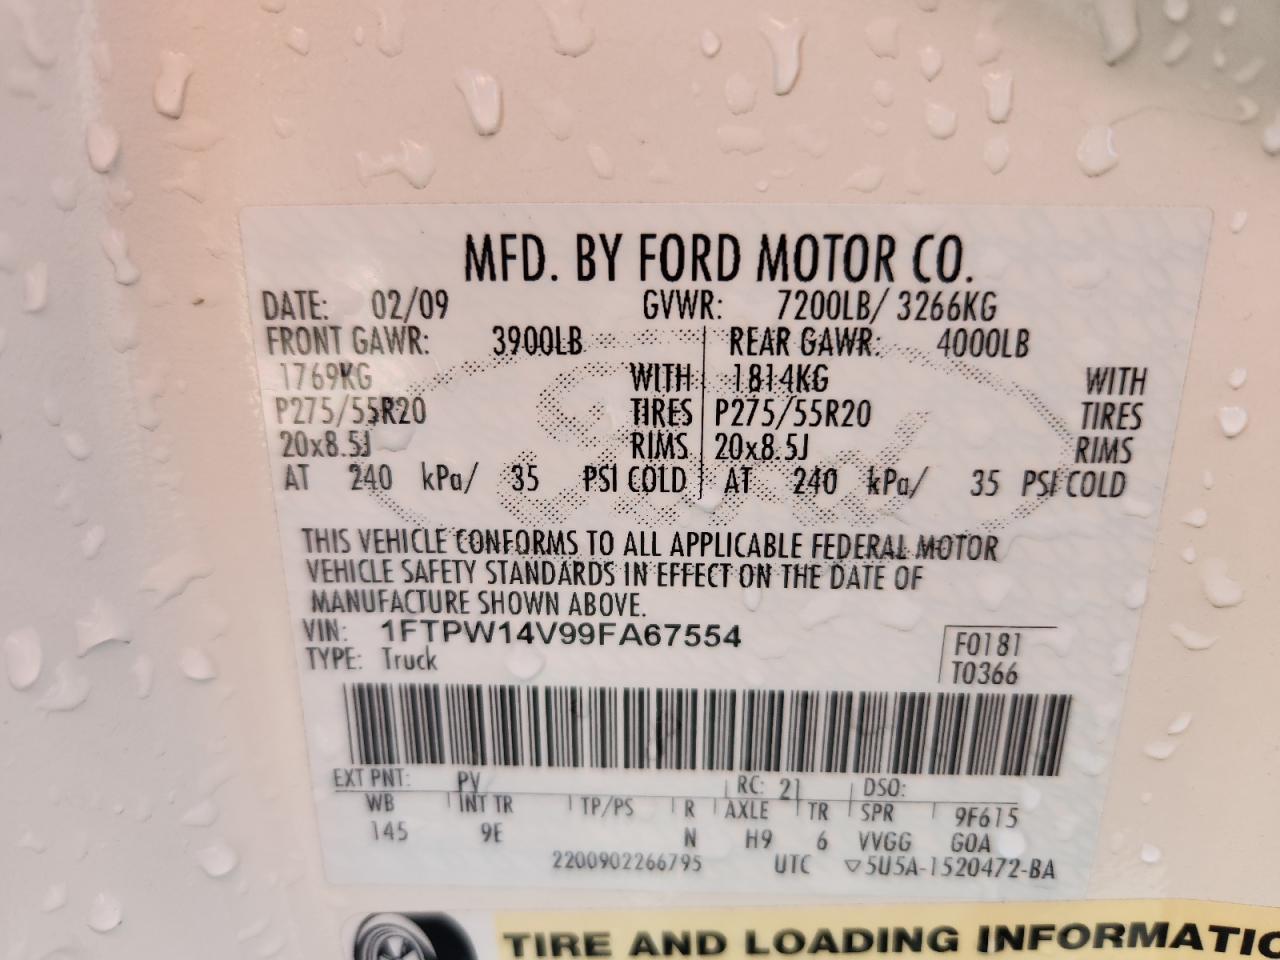 MFD. BY FORD MOTOR CO.
DATE: 02/09 GVWR: 7200LB/ 3266KG
FRONT GAWR: 3900LB REAR GAWR: 4000LB
1769KG WITH 1814KG WITH
P275/55R20 TIRES P275/55R20 TIRES
20x8.5J RIMS 20x8.5J RIMS
AT 240 kPa/ 35 PSI COLD AT 240 kPa/ 35 PSI COLD
Ford
THIS VEHICLE CONFORMS TO ALL APPLICABLE FEDERAL MOTOR
VEHICLE SAFETY STANDARDS IN EFFECT ON THE DATE OF
MANUFACTURE SHOWN ABOVE.
VIN: 1FTPW14V99FA67554 F0181
TYPE: Truck T0366
EXT PNT: PV RC: 21 DSO:
WB INT TR TP/PS R AXLE TR SPR 9F615
145 9E N H9 6 VVGG GOA
2200902266795 UTC ▽5U5A-1520472-BA
TIRE AND LOADING INFORMATIO